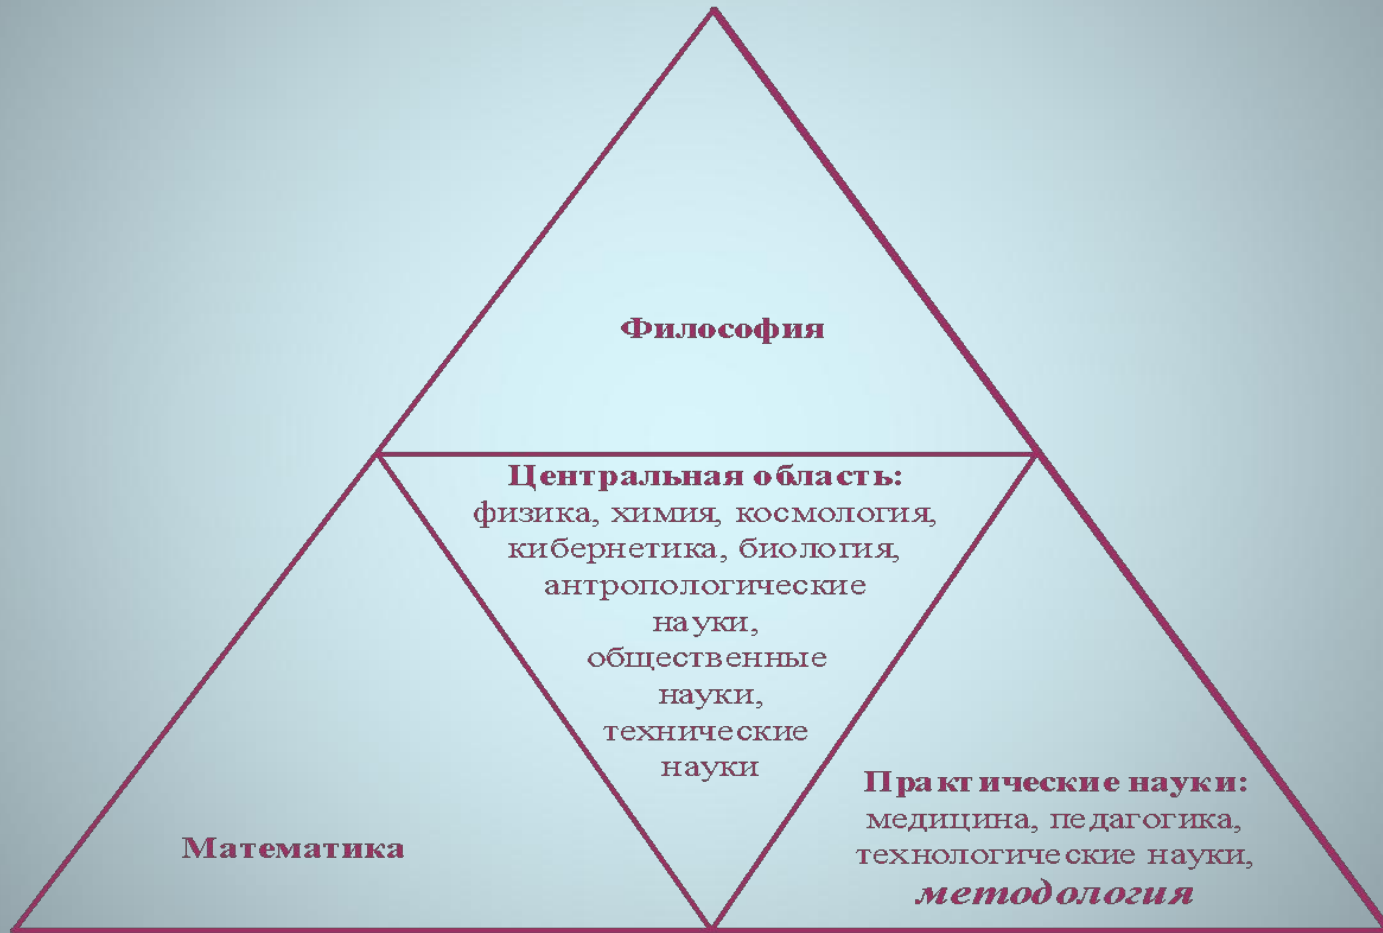 Философия
Центральная область:
физика, химия, космология,
кибернетика, биология,
антропологические
науки,
общественные
науки,
технические
науки
Математика
Практические науки:
медицина, педагогика,
технологические науки,
методология